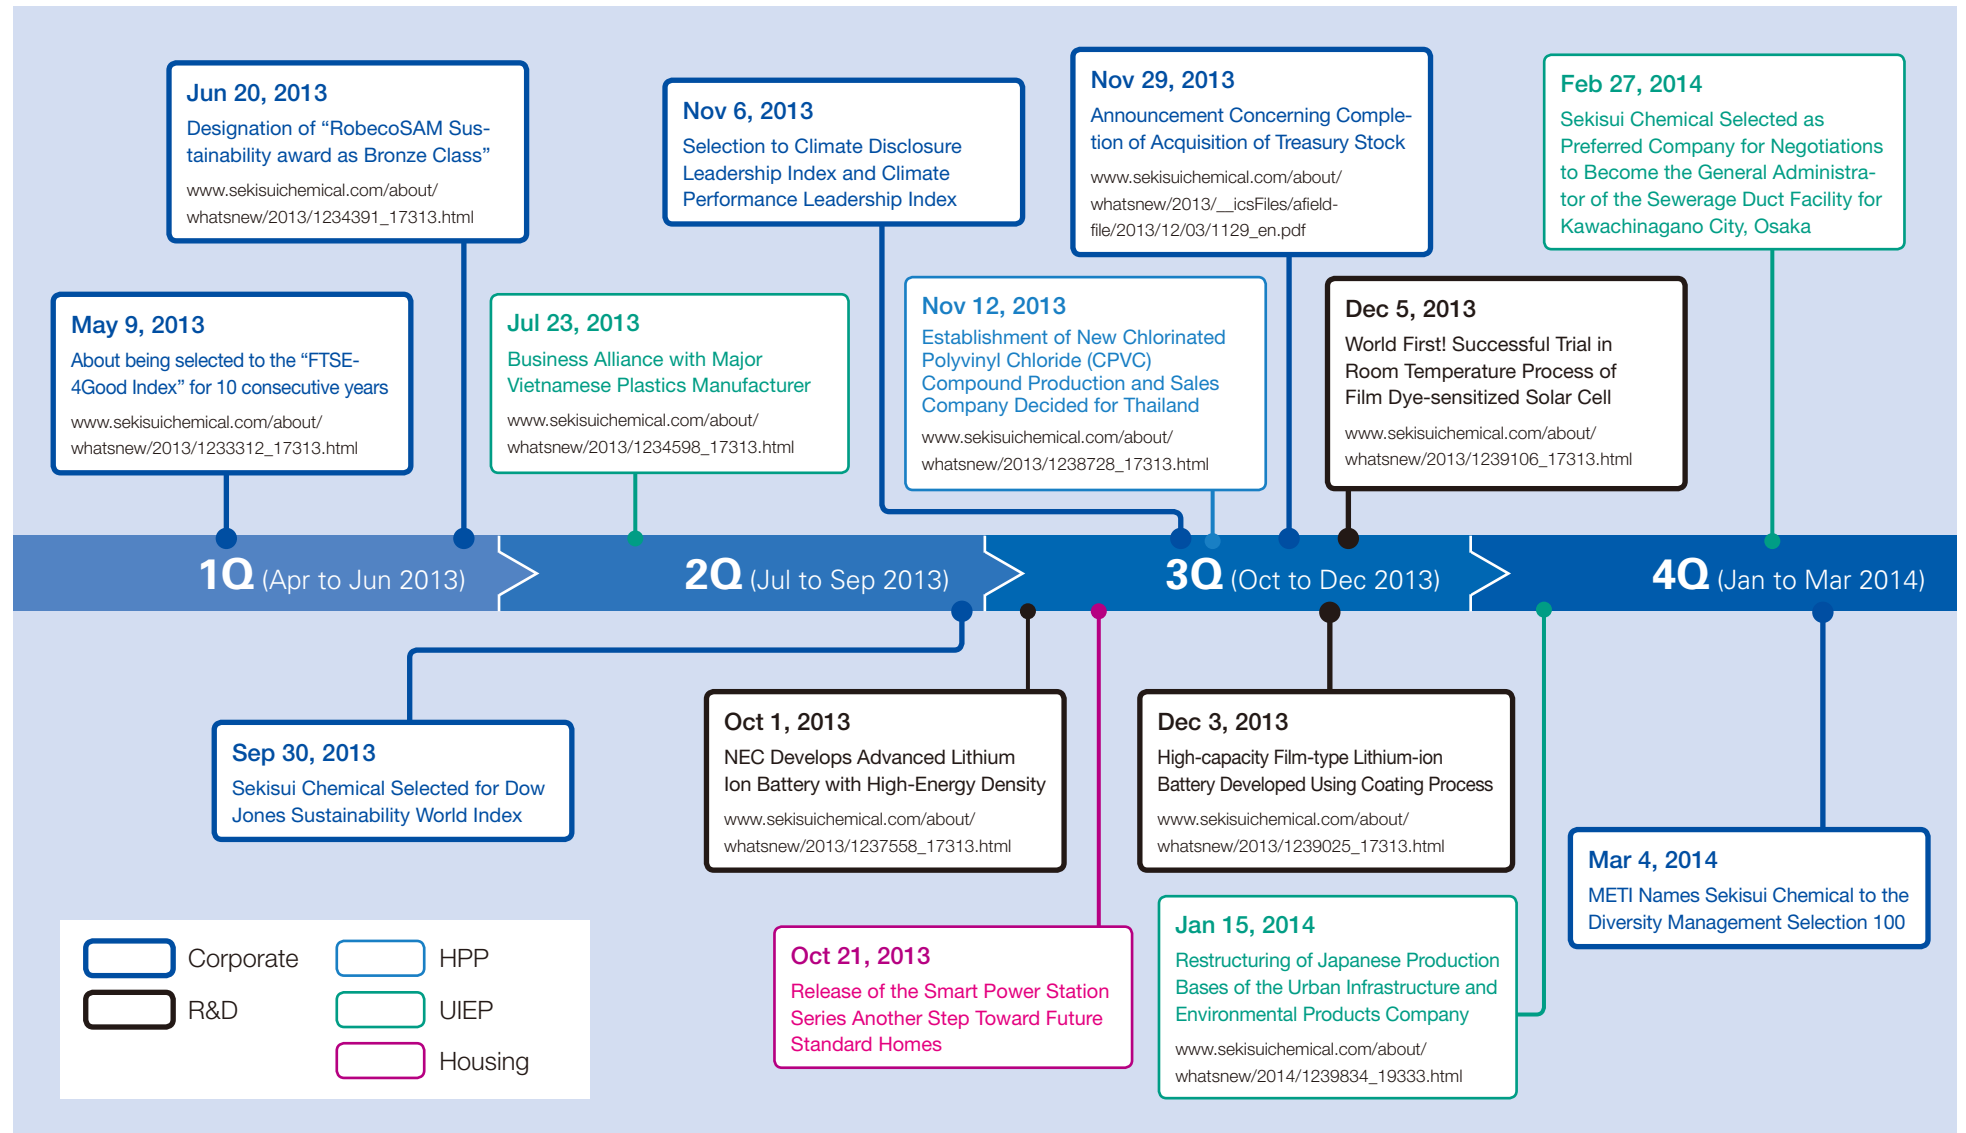 Jun 20, 2013
Designation of “RobecoSAM Sus-
tainability award as Bronze Class”
www.sekisuichemical.com/about/
whatsnew/2013/1234391_17313.html
Nov 6, 2013
Selection to Climate Disclosure
Leadership Index and Climate
Performance Leadership Index
Nov 29, 2013
Announcement Concerning Comple-
tion of Acquisition of Treasury Stock
www.sekisuichemical.com/about/
whatsnew/2013/__icsFiles/afield-
file/2013/12/03/1129_en.pdf
Feb 27, 2014
Sekisui Chemical Selected as
Preferred Company for Negotiations
to Become the General Administra-
tor of the Sewerage Duct Facility for
Kawachinagano City, Osaka
May 9, 2013
About being selected to the “FTSE-
4Good Index” for 10 consecutive years
www.sekisuichemical.com/about/
whatsnew/2013/1233312_17313.html
Jul 23, 2013
Business Alliance with Major
Vietnamese Plastics Manufacturer
www.sekisuichemical.com/about/
whatsnew/2013/1234598_17313.html
Nov 12, 2013
Establishment of New Chlorinated
Polyvinyl Chloride (CPVC)
Compound Production and Sales
Company Decided for Thailand
www.sekisuichemical.com/about/
whatsnew/2013/1238728_17313.html
Dec 5, 2013
World First! Successful Trial in
Room Temperature Process of
Film Dye-sensitized Solar Cell
www.sekisuichemical.com/about/
whatsnew/2013/1239106_17313.html
1Q (Apr to Jun 2013)
2Q (Jul to Sep 2013)
3Q (Oct to Dec 2013)
4Q (Jan to Mar 2014)
Sep 30, 2013
Sekisui Chemical Selected for Dow
Jones Sustainability World Index
Oct 1, 2013
NEC Develops Advanced Lithium
Ion Battery with High-Energy Density
www.sekisuichemical.com/about/
whatsnew/2013/1237558_17313.html
Dec 3, 2013
High-capacity Film-type Lithium-ion
Battery Developed Using Coating Process
www.sekisuichemical.com/about/
whatsnew/2013/1239025_17313.html
Mar 4, 2014
METI Names Sekisui Chemical to the
Diversity Management Selection 100
Oct 21, 2013
Release of the Smart Power Station
Series Another Step Toward Future
Standard Homes
Jan 15, 2014
Restructuring of Japanese Production
Bases of the Urban Infrastructure and
Environmental Products Company
www.sekisuichemical.com/about/
whatsnew/2014/1239834_19333.html
Corporate
R&D
HPP
UIEP
Housing